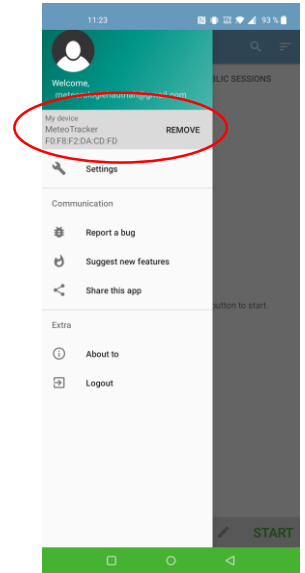 11:23
93 %
Welcome,
BLIC SESSIONS
My device
MeteoTracker
REMOVE
F0:F8:F2:DA:CD:FD
Settings
Communication
Report a bug
Suggest new features
Share this app
button to start.
Extra
About to
Logout
START